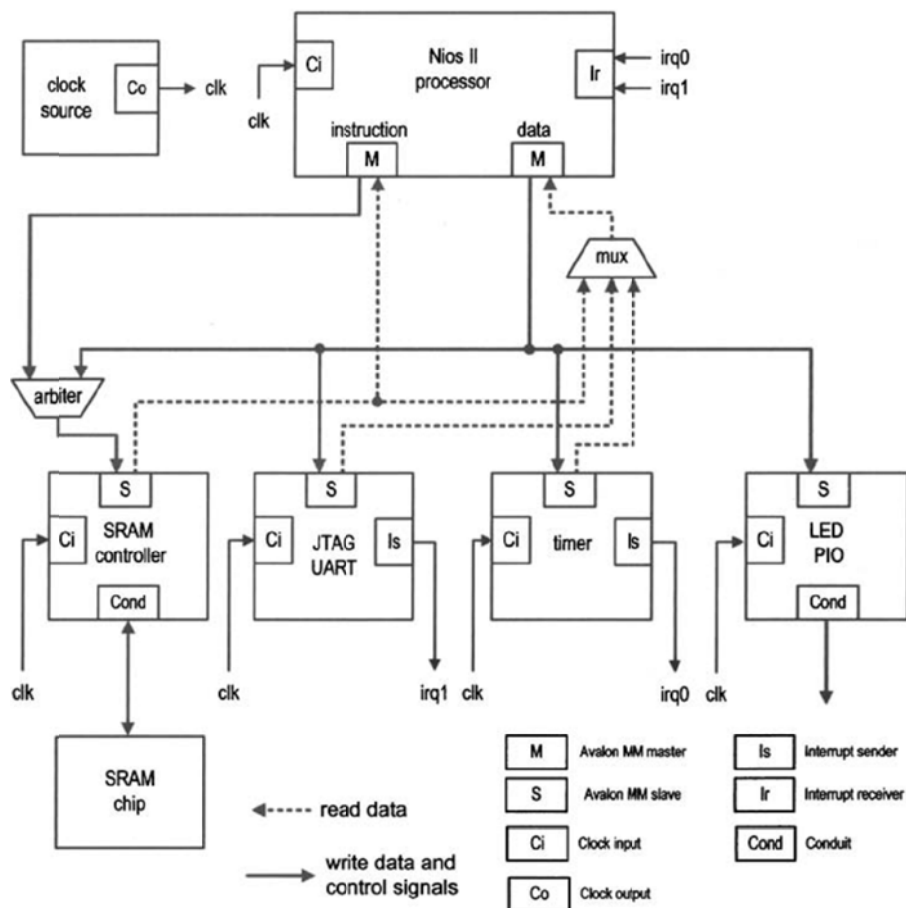 clock
source
Co
clk
Ci
clk
Nios II
processor
Ir
irq0
irq1
instruction
M
data
M
mux
arbiter
S
SRAM
controller
Ci
Cond
clk
S
JTAG
UART
Ci
Is
clk
irq1
S
timer
Ci
Is
clk
irq0
S
LED
PIO
Ci
Cond
clk
SRAM
chip
read data
write data and
control signals
M Avalon MM master
S Avalon MM slave
Ci Clock input
Co Clock output
Is Interrupt sender
Ir Interrupt receiver
Cond Conduit